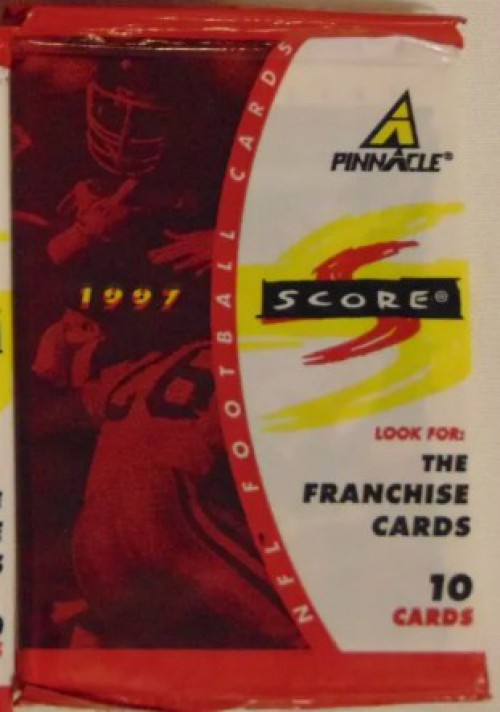 PINNACLE®
NFL FOOTBALL CARDS
1997
SCORE®
LOOK FOR:
THE
FRANCHISE
CARDS
10
CARDS